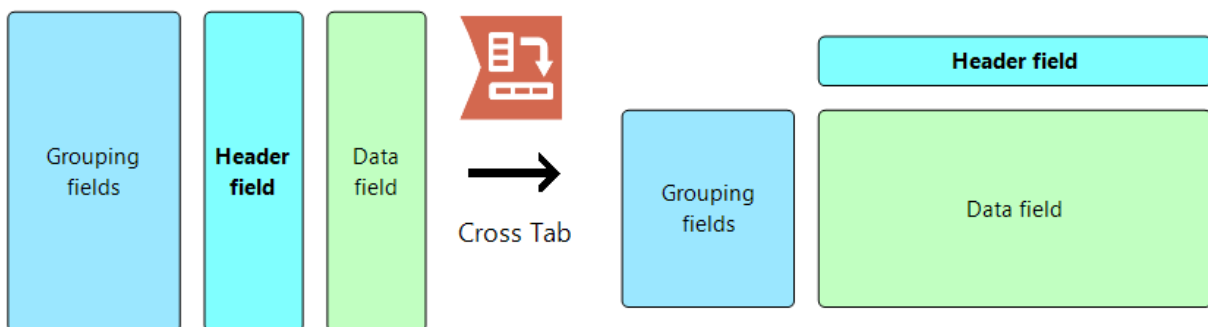 Grouping
fields
Header
field
Data
field
Cross Tab
Header field
Grouping
fields
Data field